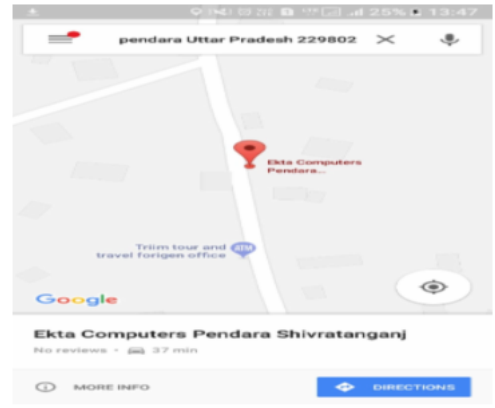 25% 13:47
pendara Uttar Pradesh 229802
Ekta Computers
Pendara...
Triim tour and
travel forigen office
ATM
Google
Ekta Computers Pendara Shivratanganj
No reviews · 37 min
MORE INFO
DIRECTIONS